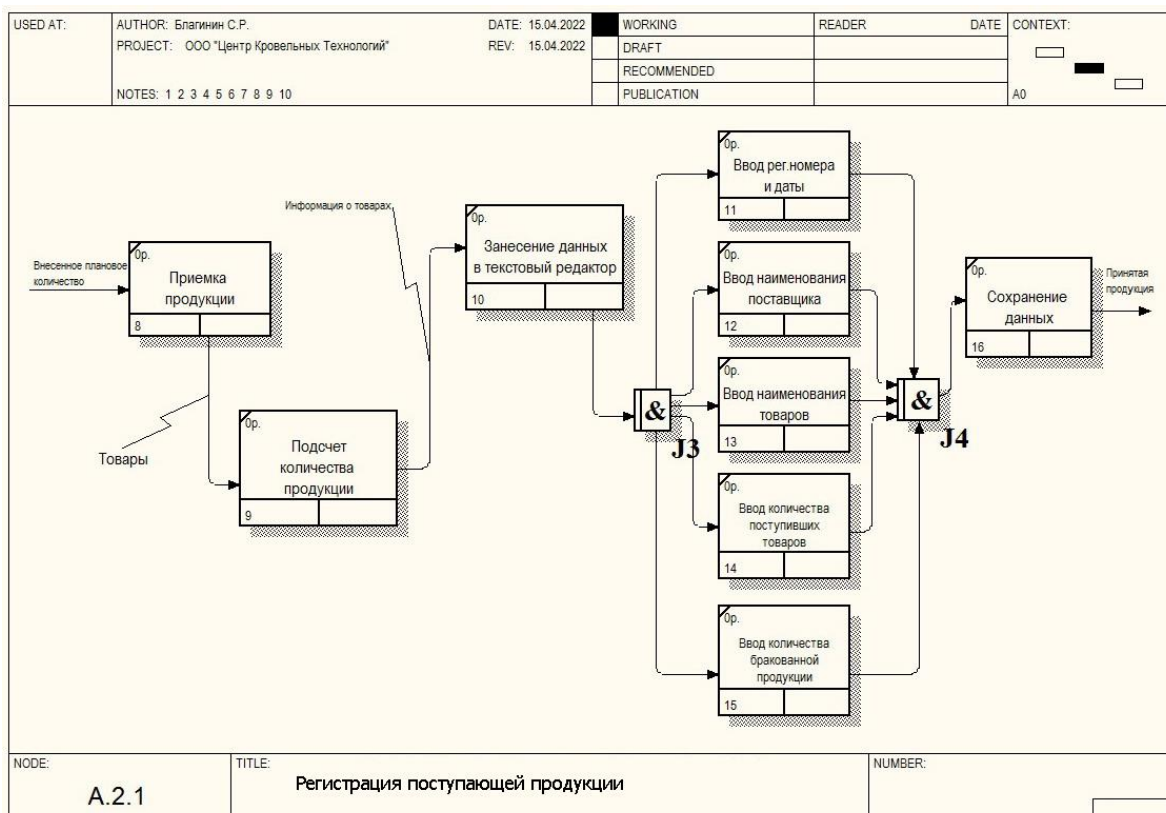 USED AT:
AUTHOR: Благинин С.Р.
DATE: 15.04.2022
WORKING
READER
DATE
CONTEXT:
PROJECT: ООО "Центр Кровельных Технологий"
REV: 15.04.2022
DRAFT
RECOMMENDED
NOTES: 1 2 3 4 5 6 7 8 9 10
PUBLICATION
A0
Внесенное плановое
количество
0р.
Приемка
продукции
8
Товары
0р.
Подсчет
количества
продукции
9
Информация о товарах
0р.
Занесение данных
в текстовый редактор
10
&
J3
0р.
Ввод рег.номера
и даты
11
0р.
Ввод наименования
поставщика
12
0р.
Ввод наименования
товаров
13
0р.
Ввод количества
поступивших
товаров
14
0р.
Ввод количества
бракованной
продукции
15
&
J4
0р.
Сохранение
данных
16
Принятая
продукция
NODE:
A.2.1
TITLE:
Регистрация поступающей продукции
NUMBER: